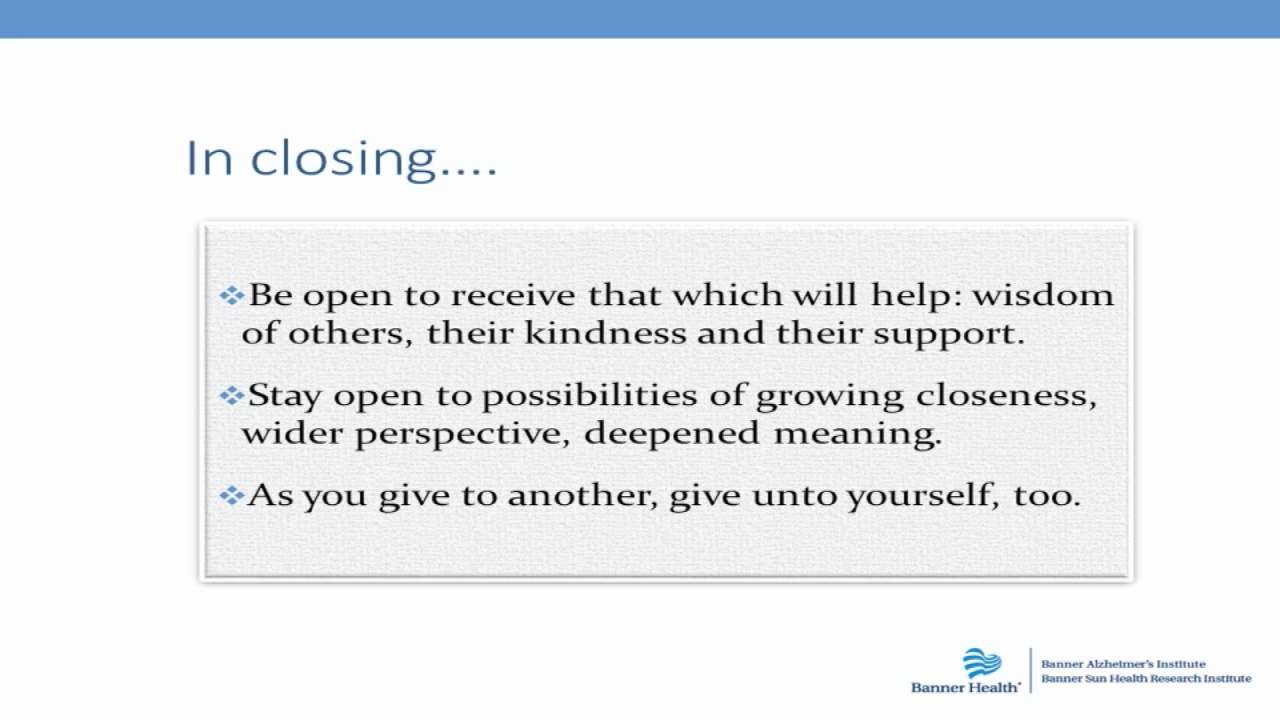 In closing....
❖Be open to receive that which will help: wisdom
of others, their kindness and their support.
❖Stay open to possibilities of growing closeness,
wider perspective, deepened meaning.
❖As you give to another, give unto yourself, too.
Banner Health®
Banner Alzheimer's Institute
Banner Sun Health Research Institute